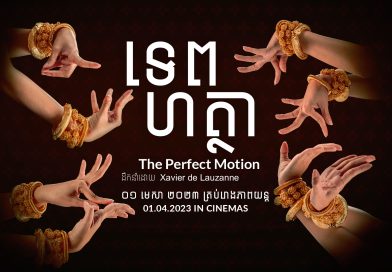 ទេព
ហត្ថា
The Perfect Motion
ដឹកនាំដោយ Xavier de Lauzanne
០១ មេសា ២០២៣ គ្រប់រោងភាពយន្ត
01.04.2023 IN CINEMAS